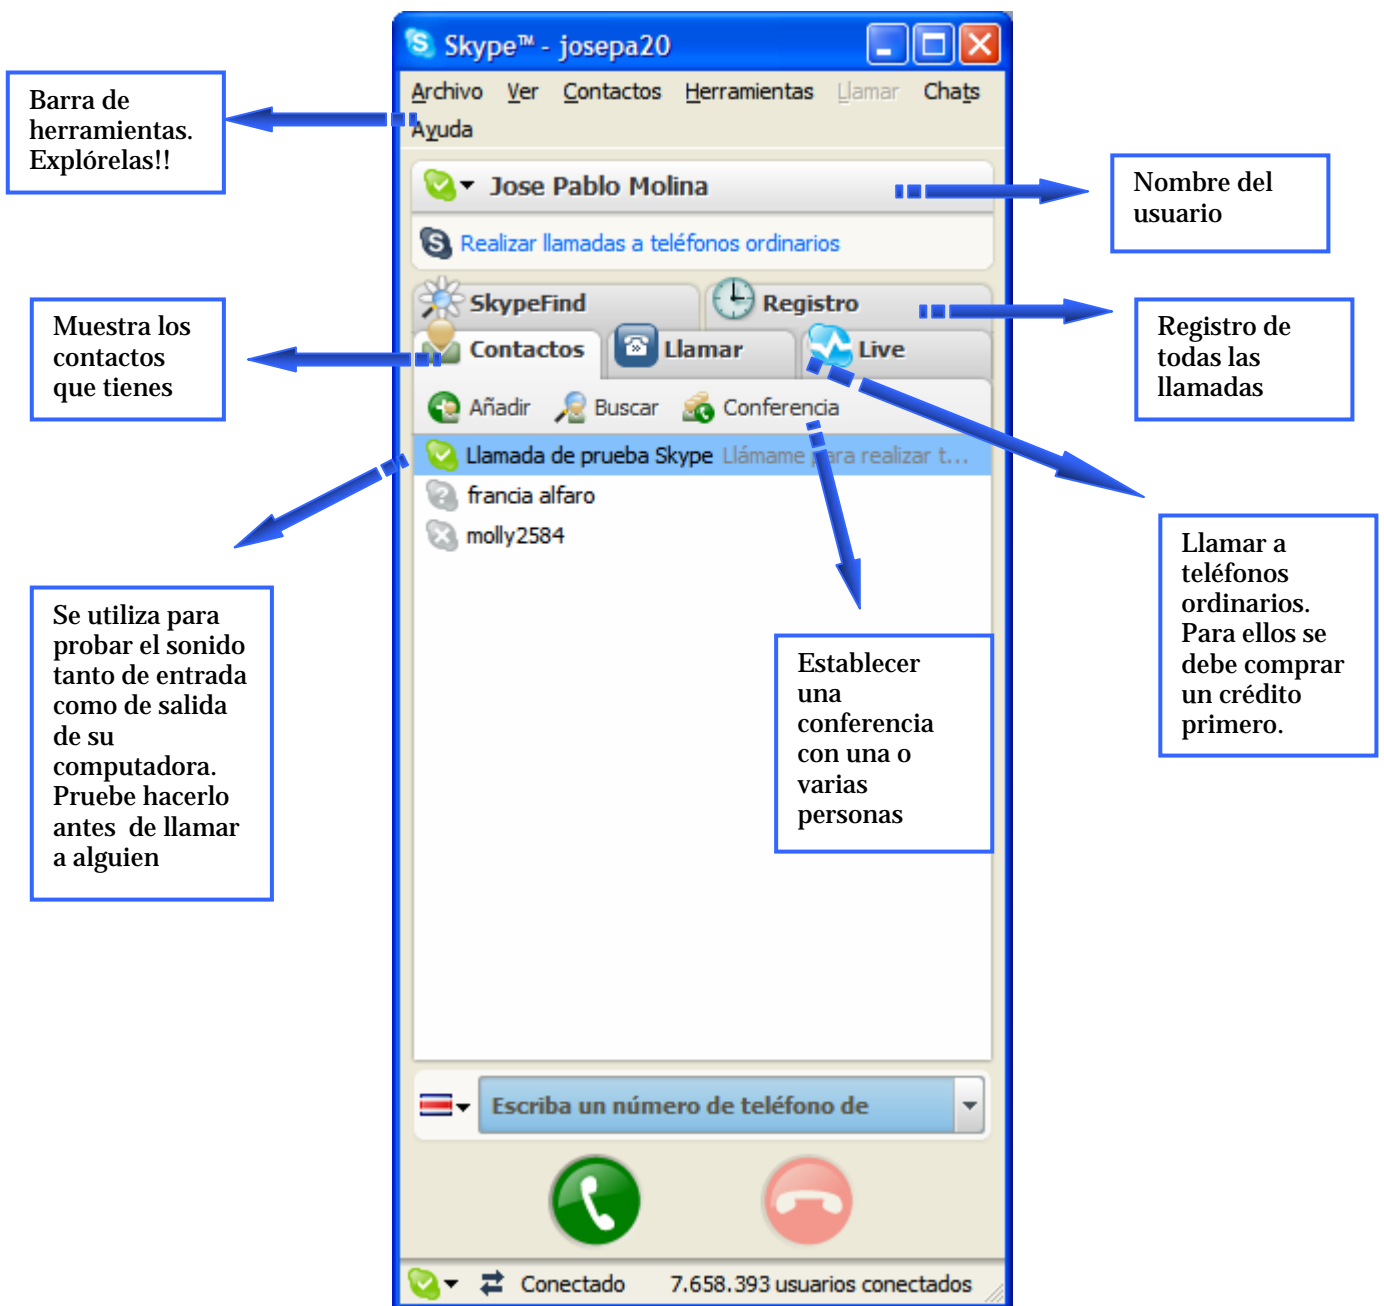 Skype™ - josepa20
Archivo Ver Contactos Herramientas Llamar Chats
Ayuda
Barra de
herramientas.
Explórelas!!
Jose Pablo Molina
Nombre del
usuario
Realizar llamadas a teléfonos ordinarios
SkypeFind Registro
Contactos Llamar Live
Muestra los
contactos
que tienes
Registro de
todas las
llamadas
Añadir Buscar Conferencia
Llamada de prueba Skype Llámame para realizar t...
francia alfaro
molly2584
Llamar a
teléfonos
ordinarios.
Para ellos se
debe comprar
un crédito
primero.
Se utiliza para
probar el sonido
tanto de entrada
como de salida
de su
computadora.
Pruebe hacerlo
antes de llamar
a alguien
Establecer
una
conferencia
con una o
varias
personas
Escriba un número de teléfono de
Conectado 7.658.393 usuarios conectados